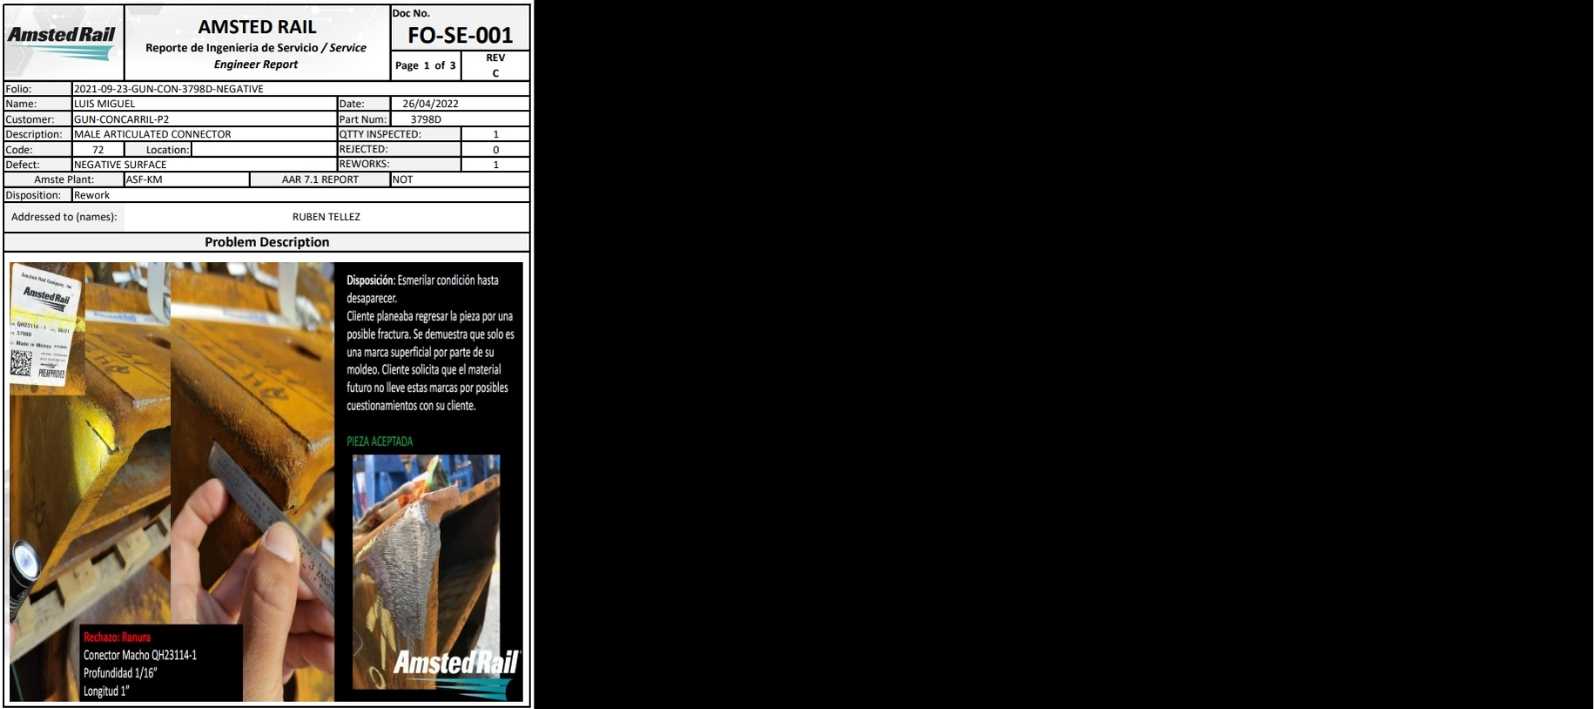 AmstedRail
AMSTED RAIL
Reporte de Ingenieria de Servicio / Service
Engineer Report
Doc No.
FO-SE-001
Page 1 of 3
REV
C
Folio: 2021-09-23-GUN-CON-3798D-NEGATIVE
Name: LUIS MIGUEL Date: 26/04/2022
Customer: GUN-CONCARRIL-P2 Part Num: 3798D
Description: MALE ARTICULATED CONNECTOR QTTY INSPECTED: 1
Code: 72 Location: REJECTED: 0
Defect: NEGATIVE SURFACE REWORKS: 1
Amste Plant: ASF-KM AAR 7.1 REPORT NOT
Disposition: Rework
Addressed to (names): RUBEN TELLEZ
Problem Description
AmstedRail
QH23114 - 1
3798D
Made in Mexico
PREAPPROVED
Disposición: Esmerilar condición hasta
desaparecer.
Cliente planeaba regresar la pieza por una
posible fractura. Se demuestra que solo es
una marca superficial por parte de su
moldeo. Cliente solicita que el material
futuro no lleve estas marcas por posibles
cuestionamientos con su cliente.
PIEZA ACEPTADA
Rechazo: Ranura
Conector Macho QH23114-1
Profundidad 1/16"
Longitud 1"
AmstedRail